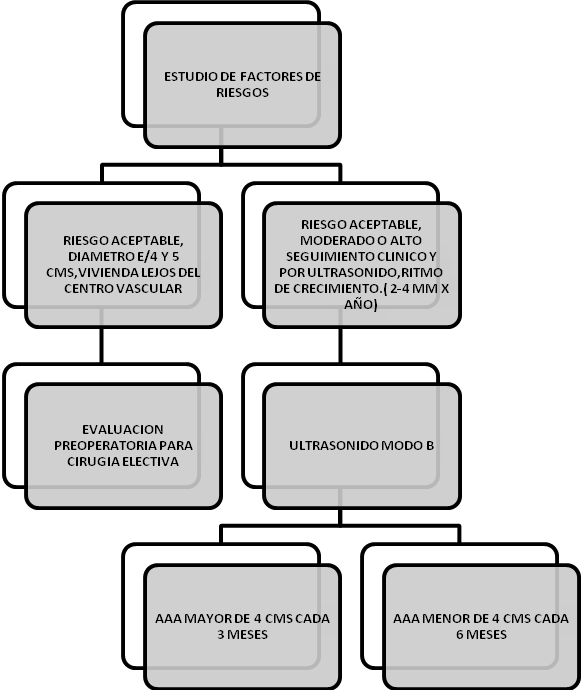 ESTUDIO DE FACTORES DE
RIESGOS
RIESGO ACEPTABLE,
DIAMETRO E/4 Y 5
CMS,VIVIENDA LEJOS DEL
CENTRO VASCULAR
RIESGO ACEPTABLE,
MODERADO O ALTO
SEGUIMIENTO CLINICO Y
POR ULTRASONIDO,RITMO
DE CRECIMIENTO.( 2-4 MM X
AÑO)
EVALUACION
PREOPERATORIA PARA
CIRUGIA ELECTIVA
ULTRASONIDO MODO B
AAA MAYOR DE 4 CMS CADA
3 MESES
AAA MENOR DE 4 CMS CADA
6 MESES